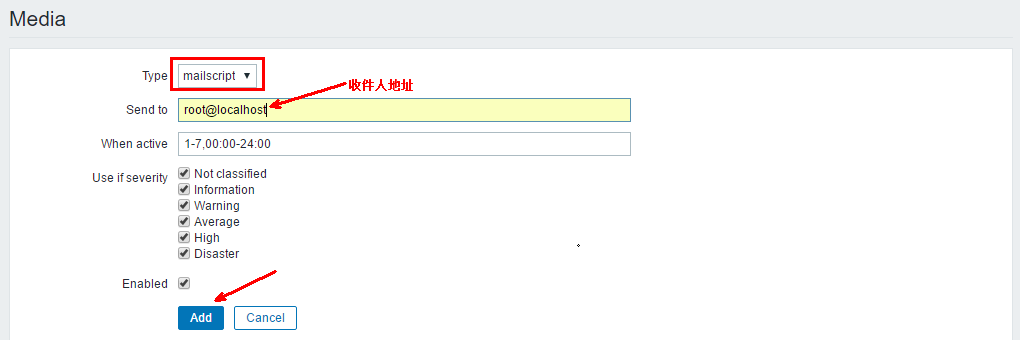 Media
Type mailscript
收件人地址
Send to root@localhost
When active 1-7,00:00-24:00
Use if severity Not classified
Information
Warning
Average
High
Disaster
Enabled
Add Cancel